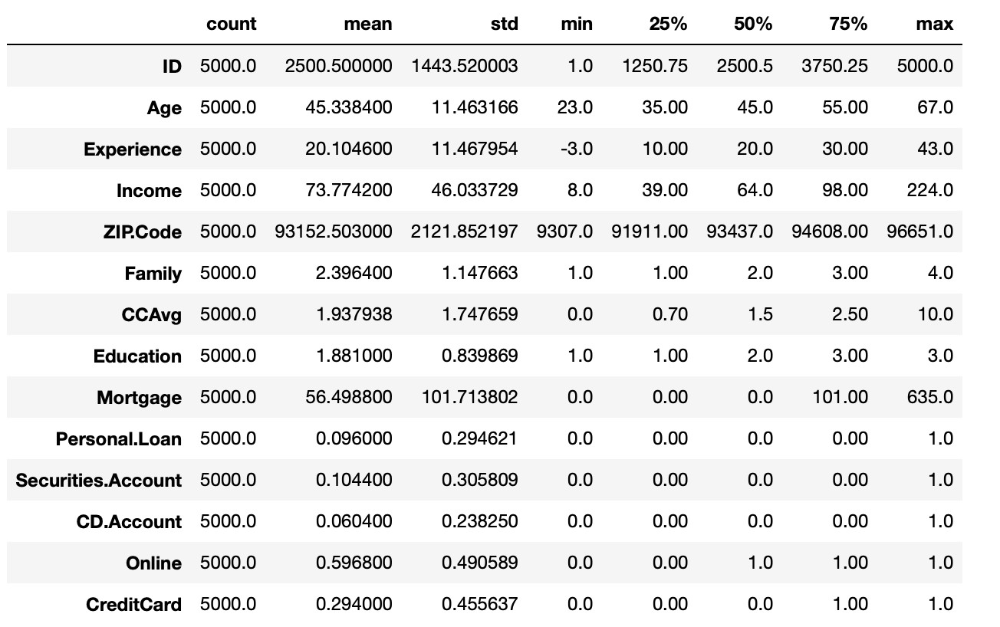 count mean std min 25% 50% 75% max
ID 5000.0 2500.500000 1443.520003 1.0 1250.75 2500.5 3750.25 5000.0
Age 5000.0 45.338400 11.463166 23.0 35.00 45.0 55.00 67.0
Experience 5000.0 20.104600 11.467954 -3.0 10.00 20.0 30.00 43.0
Income 5000.0 73.774200 46.033729 8.0 39.00 64.0 98.00 224.0
ZIP.Code 5000.0 93152.503000 2121.852197 9307.0 91911.00 93437.0 94608.00 96651.0
Family 5000.0 2.396400 1.147663 1.0 1.00 2.0 3.00 4.0
CCAvg 5000.0 1.937938 1.747659 0.0 0.70 1.5 2.50 10.0
Education 5000.0 1.881000 0.839869 1.0 1.00 2.0 3.00 3.0
Mortgage 5000.0 56.498800 101.713802 0.0 0.00 0.0 101.00 635.0
Personal.Loan 5000.0 0.096000 0.294621 0.0 0.00 0.0 0.00 1.0
Securities.Account 5000.0 0.104400 0.305809 0.0 0.00 0.0 0.00 1.0
CD.Account 5000.0 0.060400 0.238250 0.0 0.00 0.0 0.00 1.0
Online 5000.0 0.596800 0.490589 0.0 0.00 1.0 1.00 1.0
CreditCard 5000.0 0.294000 0.455637 0.0 0.00 0.0 1.00 1.0